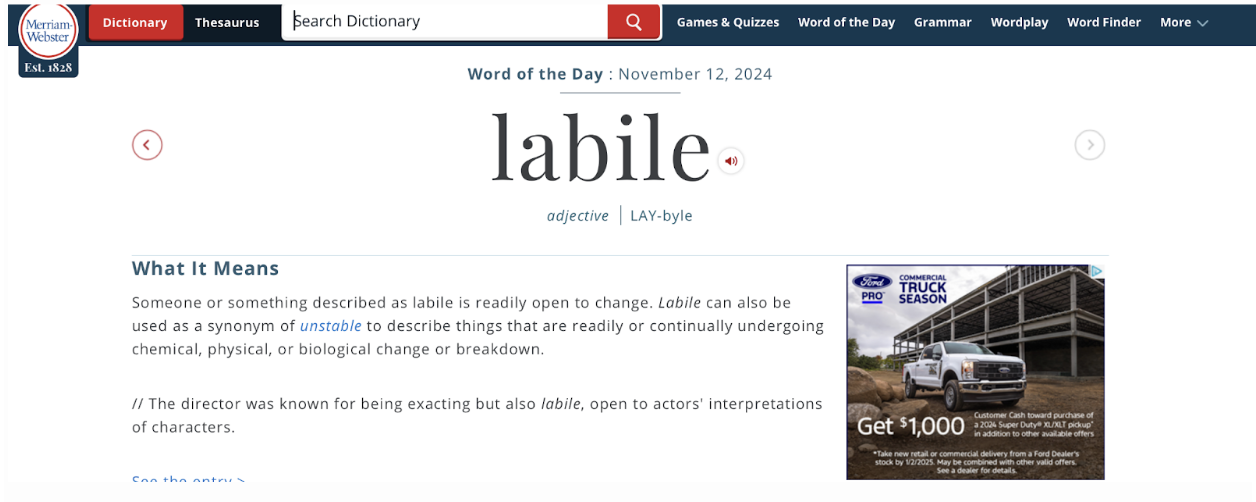 Merriam-
Webster
Est. 1828
Dictionary
Thesaurus
Search Dictionary
Games & Quizzes
Word of the Day
Grammar
Wordplay
Word Finder
More
Word of the Day : November 12, 2024
labile
adjective | LAY-byle
What It Means
Someone or something described as labile is readily open to change. Labile can also be
used as a synonym of unstable to describe things that are readily or continually undergoing
chemical, physical, or biological change or breakdown.
// The director was known for being exacting but also labile, open to actors' interpretations
of characters.
See the entry >
Ford
PRO™
COMMERCIAL
TRUCK
SEASON
Get $1,000
Customer Cash toward purchase of
a 2024 Super Duty® XL/XLT pickup*
in addition to other available offers
*Take new retail or commercial delivery from a Ford Dealer's
stock by 1/2/2025. May be combined with other valid offers.
See a dealer for details.